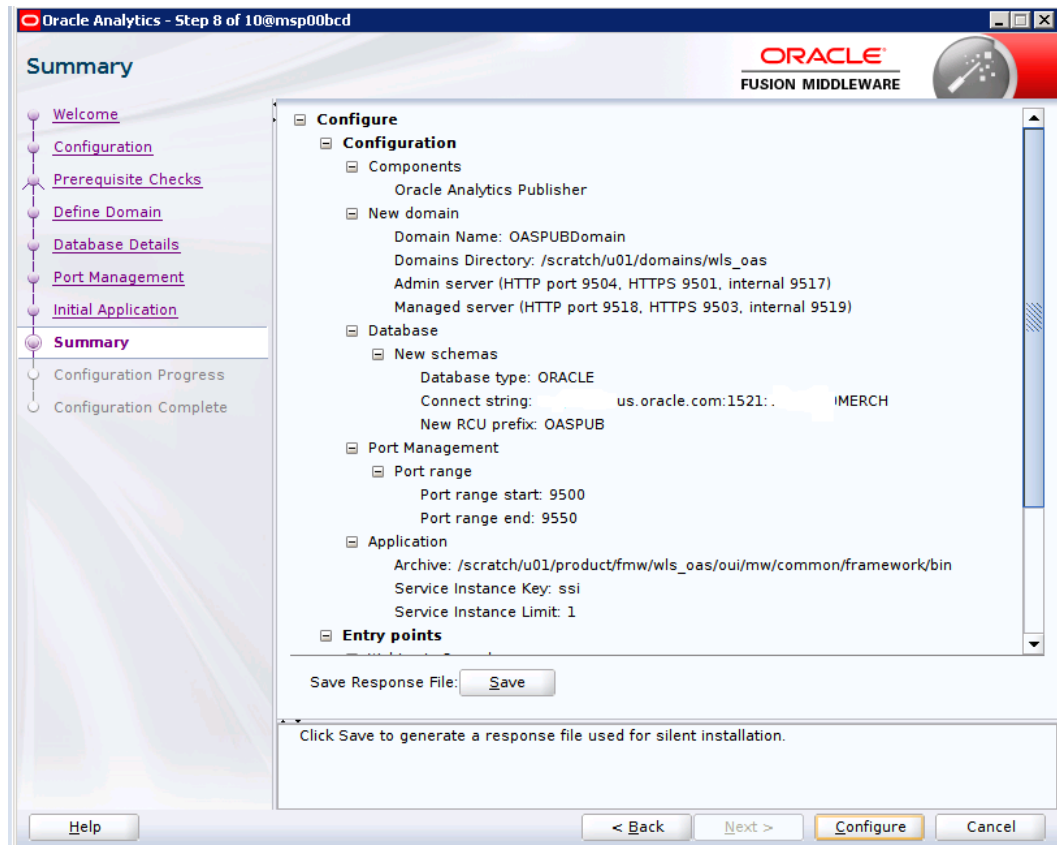 Oracle Analytics - Step 8 of 10@msp00bcd
Summary
ORACLE
FUSION MIDDLEWARE
Welcome
Configuration
Prerequisite Checks
Define Domain
Database Details
Port Management
Initial Application
Summary
Configuration Progress
Configuration Complete
Configure
Configuration
Components
Oracle Analytics Publisher
New domain
Domain Name: OASPUBDomain
Domains Directory: /scratch/u01/domains/wls_oas
Admin server (HTTP port 9504, HTTPS 9501, internal 9517)
Managed server (HTTP port 9518, HTTPS 9503, internal 9519)
Database
New schemas
Database type: ORACLE
Connect string: us.oracle.com:1521: MERCH
New RCU prefix: OASPUB
Port Management
Port range
Port range start: 9500
Port range end: 9550
Application
Archive: /scratch/u01/product/fmw/wls_oas/oui/mw/common/framework/bin
Service Instance Key: ssi
Service Instance Limit: 1
Entry points
Save Response File: Save
Click Save to generate a response file used for silent installation.
Help
< Back
Next >
Configure
Cancel